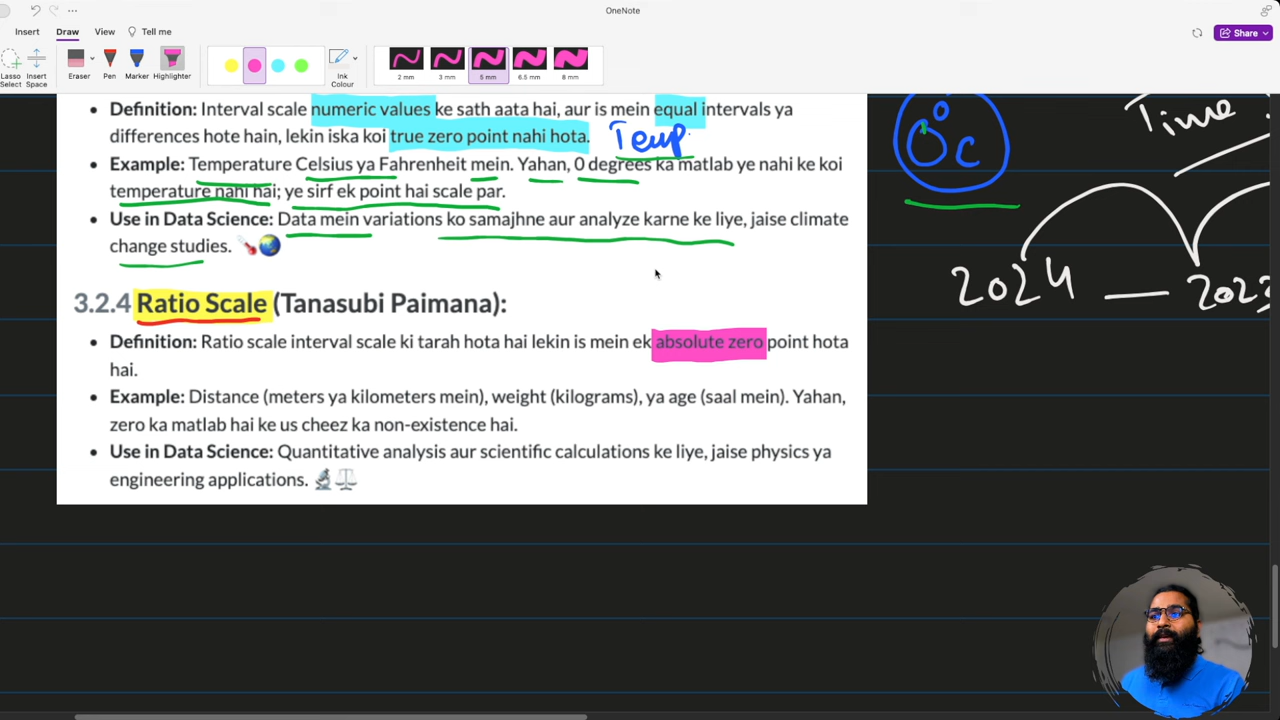 OneNote
Insert Draw View Tell me
Share
Lasso Select
Insert Space
Eraser
Pen
Marker
Highlighter
Ink Colour
2 mm
3 mm
5 mm
6.5 mm
8 mm
• Definition: Interval scale numeric values ke sath aata hai, aur is mein equal intervals ya
differences hote hain, lekin iska koi true zero point nahi hota.
Temp
• Example: Temperature Celsius ya Fahrenheit mein. Yahan, 0 degrees ka matlab ye nahi ke koi
temperature nahi hai; ye sirf ek point hai scale par.
• Use in Data Science: Data mein variations ko samajhne aur analyze karne ke liye, jaise climate
change studies. 🌡️🌏
0°C
Time
2024 — 2023
3.2.4 Ratio Scale (Tanasubi Paimana):
• Definition: Ratio scale interval scale ki tarah hota hai lekin is mein ek absolute zero point hota
hai.
• Example: Distance (meters ya kilometers mein), weight (kilograms), ya age (saal mein). Yahan,
zero ka matlab hai ke us cheez ka non-existence hai.
• Use in Data Science: Quantitative analysis aur scientific calculations ke liye, jaise physics ya
engineering applications. 🔬⚖️